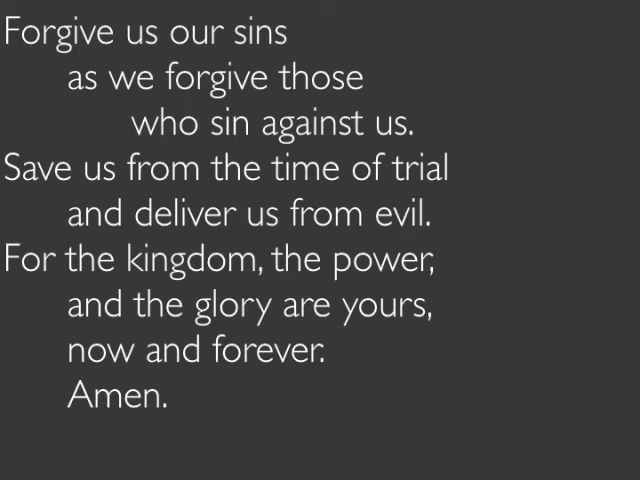 Forgive us our sins
as we forgive those
who sin against us.
Save us from the time of trial
and deliver us from evil.
For the kingdom, the power,
and the glory are yours,
now and forever.
Amen.